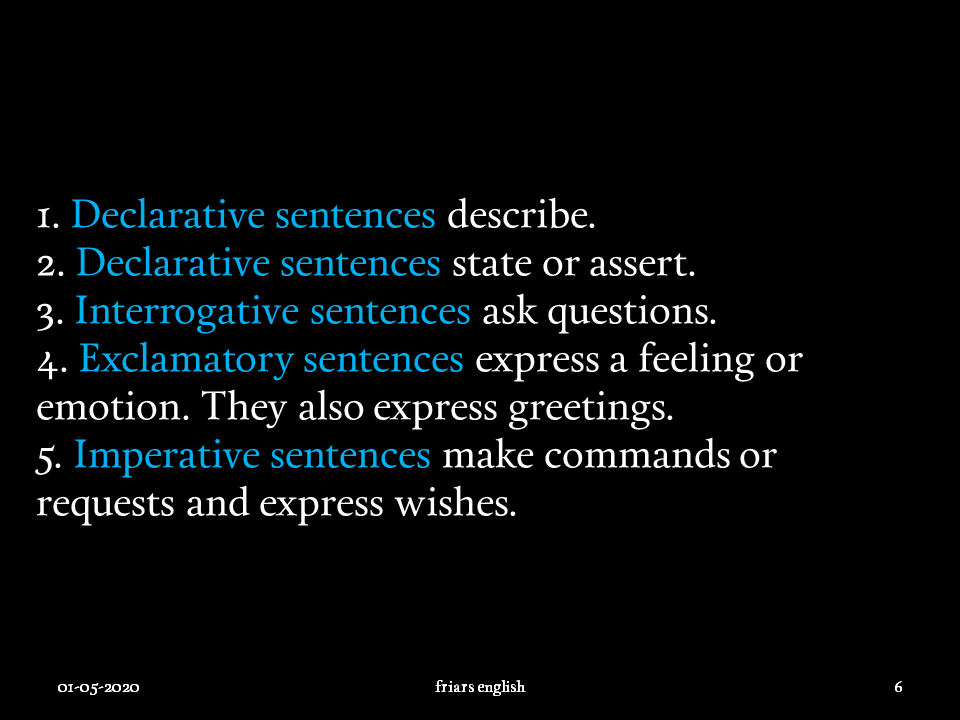 1. Declarative sentences describe.
2. Declarative sentences state or assert.
3. Interrogative sentences ask questions.
4. Exclamatory sentences express a feeling or
emotion. They also express greetings.
5. Imperative sentences make commands or
requests and express wishes.
01-05-2020
friars english
6